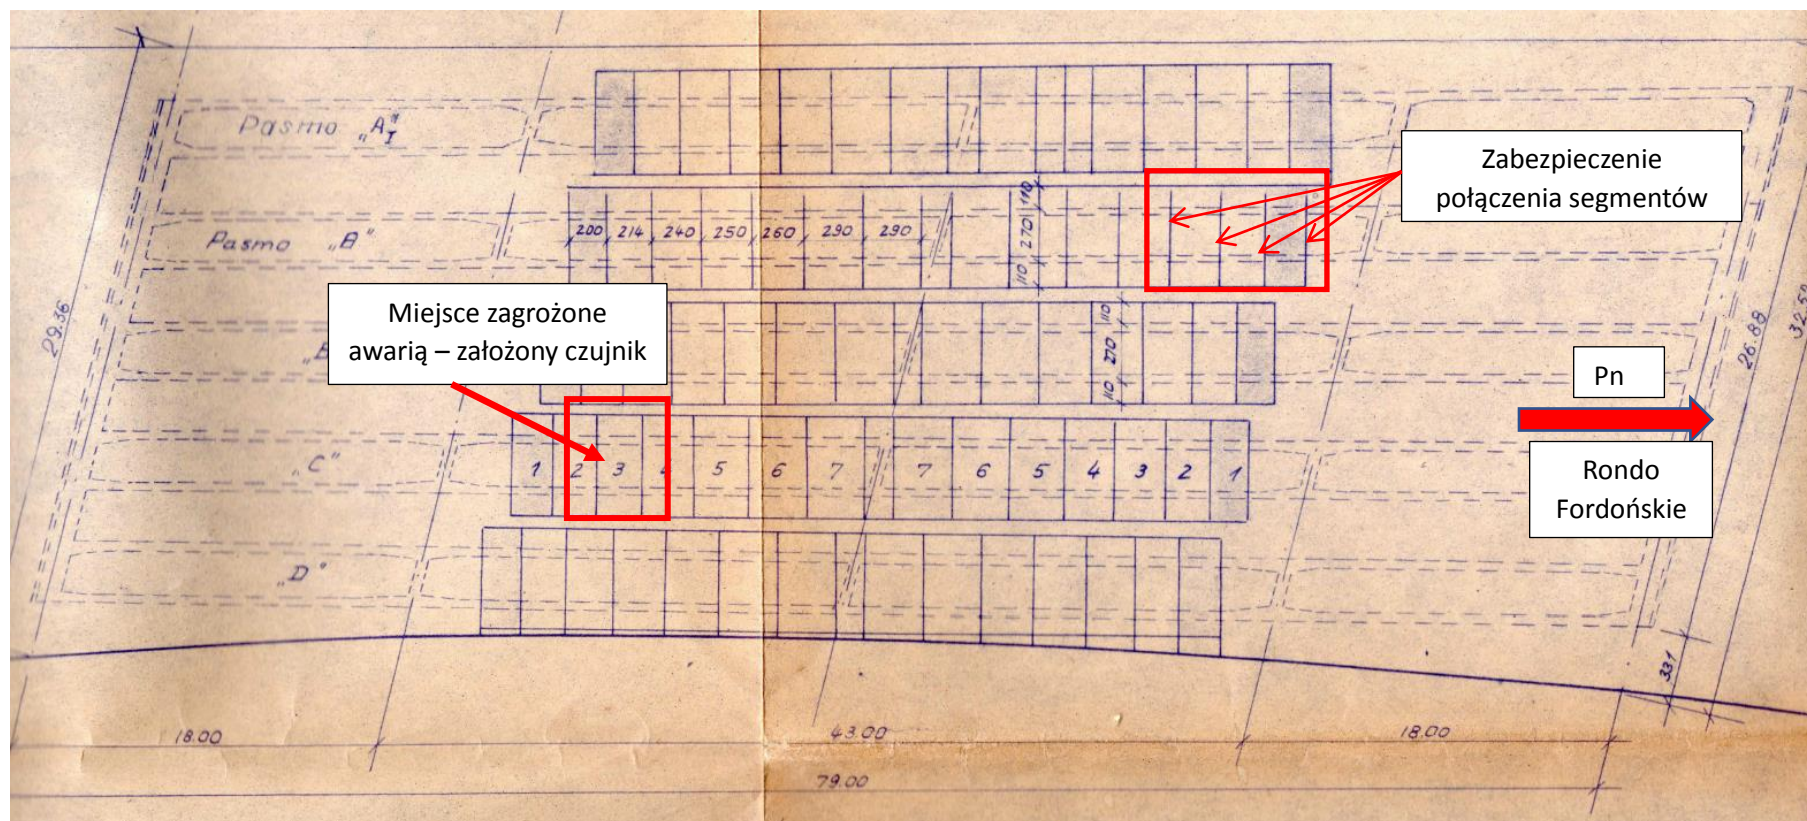 Pasmo „A I"
Zabezpieczenie
połączenia segmentów
Pasmo „B"
200 214 240 250 260 290 290
110
270
110
Miejsce zagrożone
awarią – założony czujnik
29.36
110
270
110
26.88
Pn
Rondo
Fordońskie
„C"
1 2 3 4 5 6 7 7 6 5 4 3 2 1
„D"
331
18.00 43.00 18.00
79.00